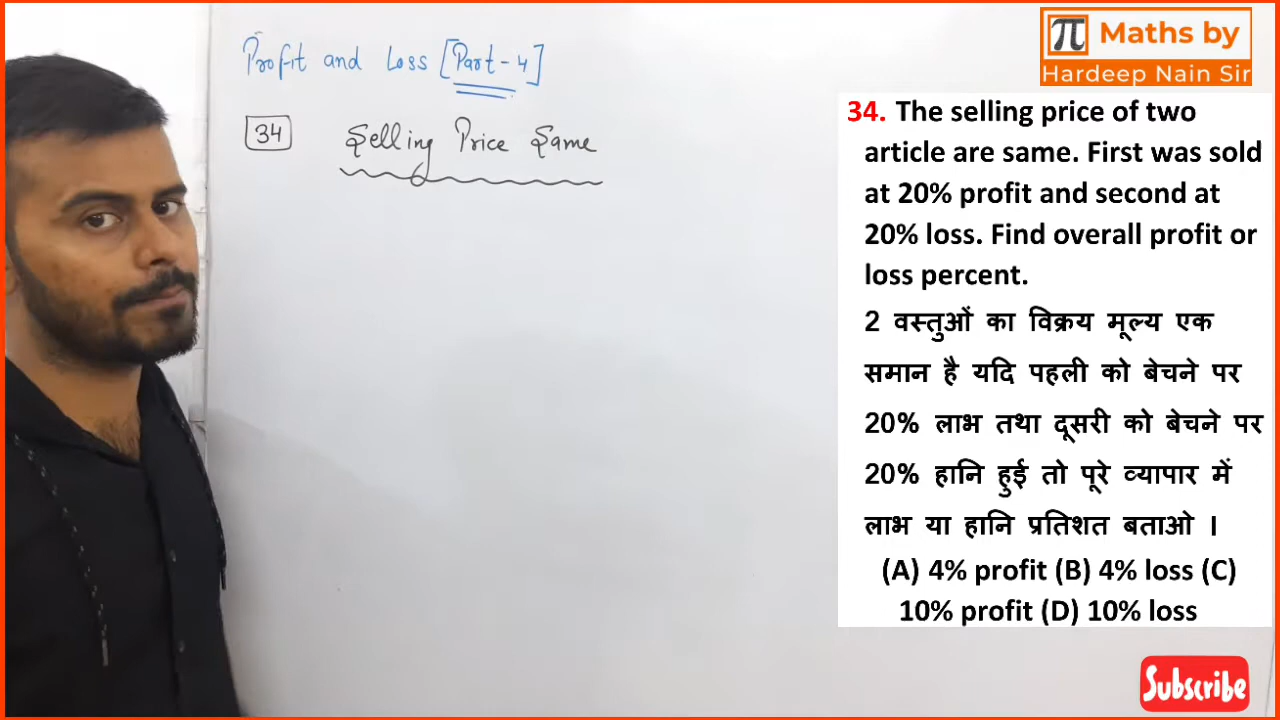 Profit and Loss [Part-4]
34 Selling Price Same
π Maths by
Hardeep Nain Sir
34. The selling price of two
article are same. First was sold
at 20% profit and second at
20% loss. Find overall profit or
loss percent.
2 वस्तुओं का विक्रय मूल्य एक
समान है यदि पहली को बेचने पर
20% लाभ तथा दूसरी को बेचने पर
20% हानि हुई तो पूरे व्यापार में
लाभ या हानि प्रतिशत बताओ ।
(A) 4% profit (B) 4% loss (C)
10% profit (D) 10% loss
Subscribe